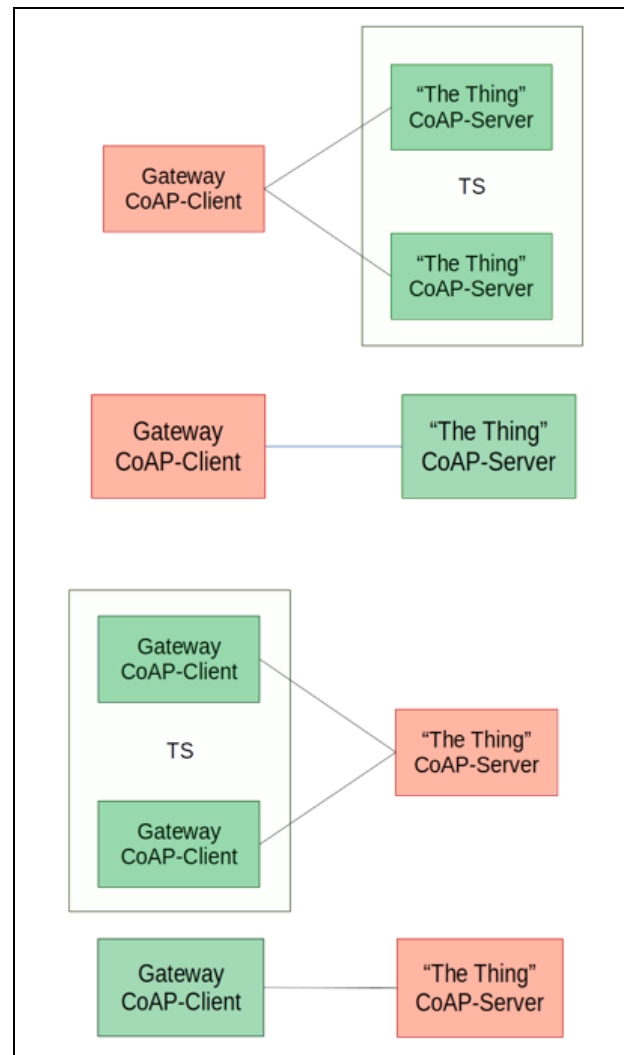 “The Thing”
CoAP-Server
Gateway
CoAP-Client
TS
“The Thing”
CoAP-Server
Gateway
CoAP-Client
“The Thing”
CoAP-Server
Gateway
CoAP-Client
TS
“The Thing”
CoAP-Server
Gateway
CoAP-Client
Gateway
CoAP-Client
“The Thing”
CoAP-Server